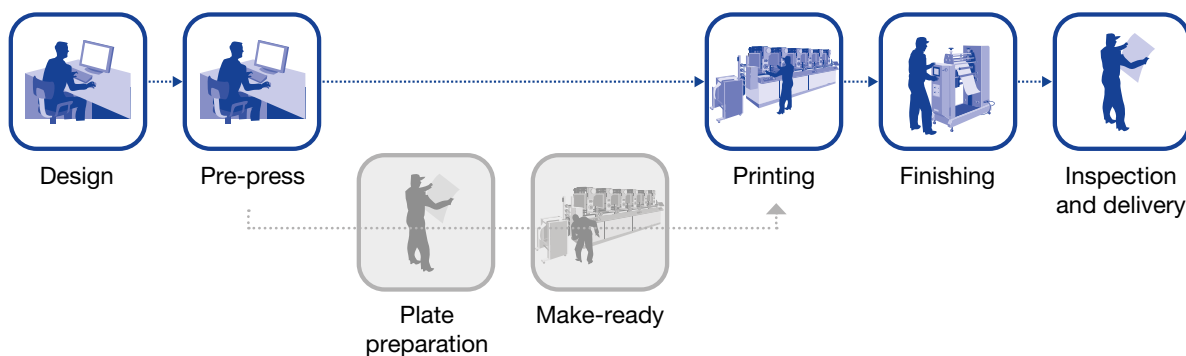 Design
Pre-press
Printing
Finishing
Inspection
and delivery
Plate
preparation
Make-ready